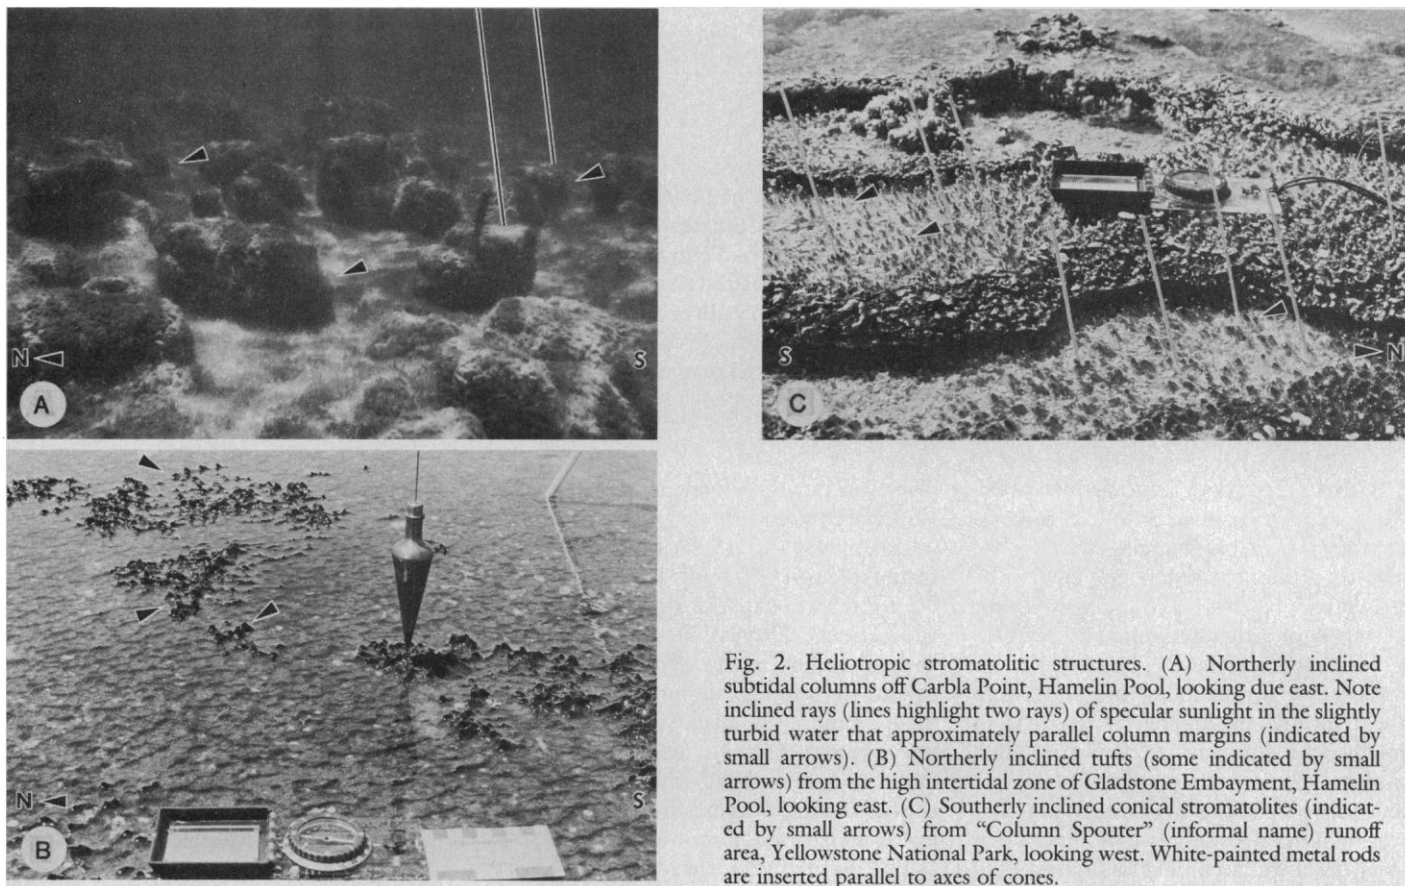 N
S
A
S
N
C
N
S
B
Fig. 2. Heliotropic stromatolitic structures. (A) Northerly inclined
subtidal columns off Carbla Point, Hamelin Pool, looking due east. Note
inclined rays (lines highlight two rays) of specular sunlight in the slightly
turbid water that approximately parallel column margins (indicated by
small arrows). (B) Northerly inclined tufts (some indicated by small
arrows) from the high intertidal zone of Gladstone Embayment, Hamelin
Pool, looking east. (C) Southerly inclined conical stromatolites (indicat-
ed by small arrows) from “Column Spouter” (informal name) runoff
area, Yellowstone National Park, looking west. White-painted metal rods
are inserted parallel to axes of cones.